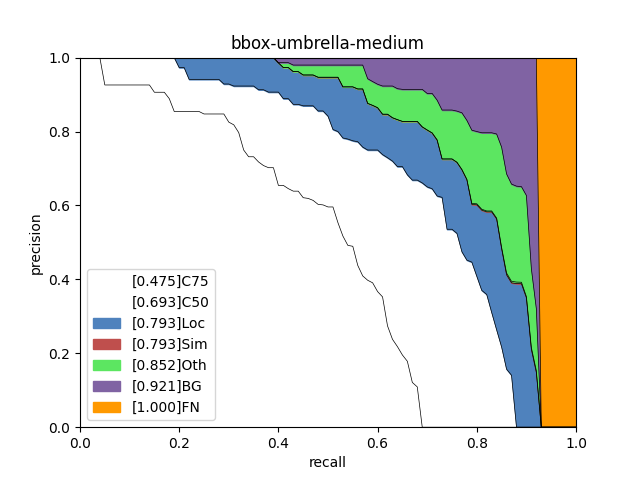 bbox-umbrella-medium
precision
1.0
0.8
0.6
0.4
0.2
0.0
[0.475]C75
[0.693]C50
[0.793]Loc
[0.793]Sim
[0.852]Oth
[0.921]BG
[1.000]FN
0.0 0.2 0.4 0.6 0.8 1.0
recall